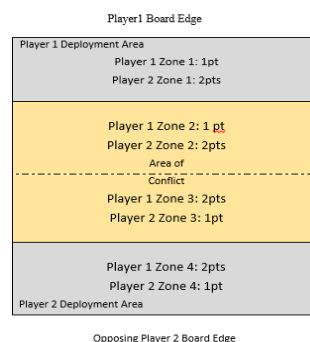 Player1 Board Edge
Player 1 Deployment Area
Player 1 Zone 1: 1pt
Player 2 Zone 1: 2pts
Player 1 Zone 2: 1 pt
Player 2 Zone 2: 2pts
Area of
Conflict
Player 1 Zone 3: 2pts
Player 2 Zone 3: 1pt
Player 1 Zone 4: 2pts
Player 2 Zone 4: 1pt
Player 2 Deployment Area
Opposing Player 2 Board Edge